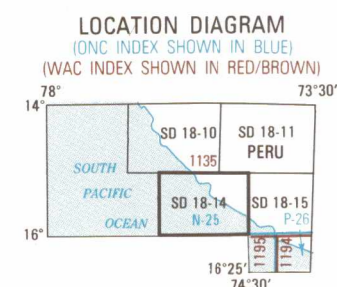 LOCATION DIAGRAM
(ONC INDEX SHOWN IN BLUE)
(WAC INDEX SHOWN IN RED/BROWN)
78° 73°30'
14°
SD 18-10 SD 18-11
1135 PERU
SOUTH
PACIFIC
OCEAN
SD 18-14 SD 18-15
N-25 P-26
16°
1195 1194
16°25'
74°30'